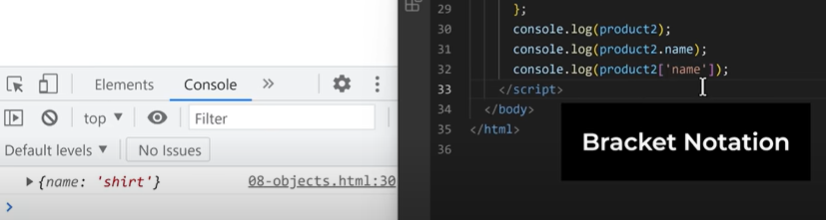 Elements Console »
top ▼ Filter
Default levels ▼ No Issues
▶ {name: 'shirt'} 08-objects.html:30
>
29 };
30 console.log(product2);
31 console.log(product2.name);
32 console.log(product2['name']);
33 </script>
34 </body>
35 </html>
36
Bracket Notation